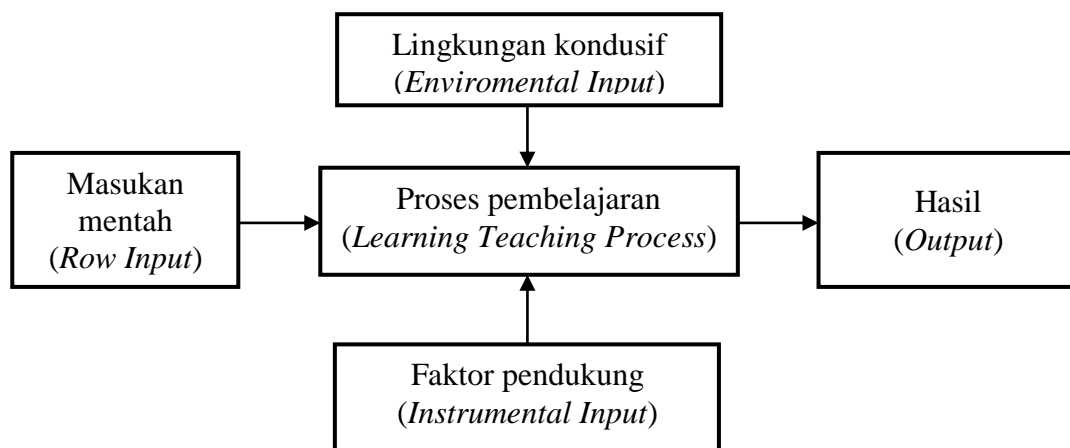 Lingkungan kondusif
(Enviromental Input)
Masukan
mentah
(Row Input)
Proses pembelajaran
(Learning Teaching Process)
Hasil
(Output)
Faktor pendukung
(Instrumental Input)